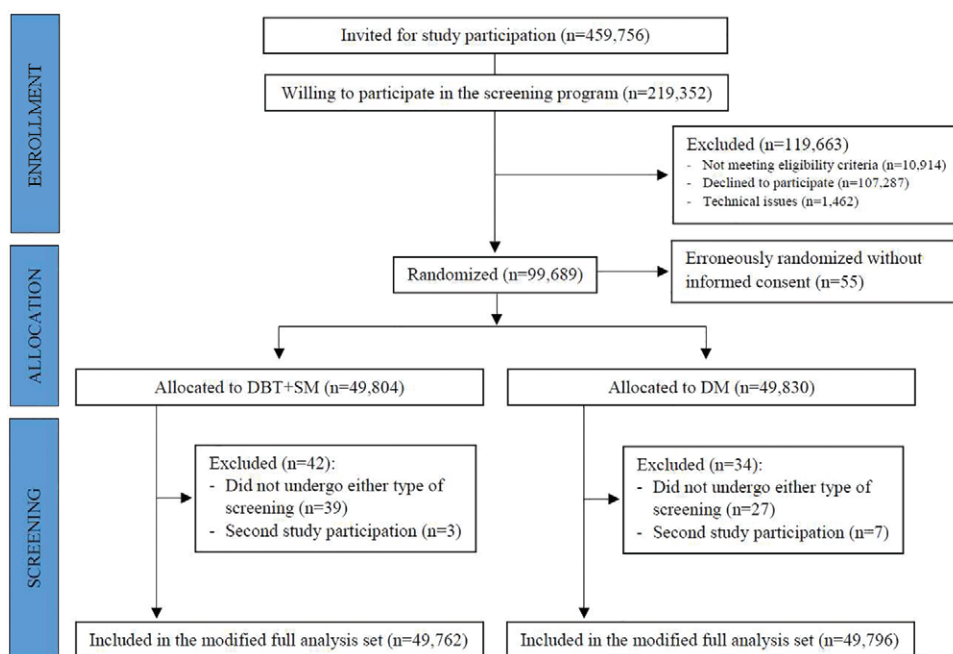 ENROLLMENT
Invited for study participation (n=459,756)
Willing to participate in the screening program (n=219,352)
Excluded (n=119,663)
- Not meeting eligibility criteria (n=10,914)
- Declined to participate (n=107,287)
- Technical issues (n=1,462)
ALLOCATION
Randomized (n=99,689)
Erroneously randomized without
informed consent (n=55)
Allocated to DBT+SM (n=49,804)
Allocated to DM (n=49,830)
SCREENING
Excluded (n=42):
- Did not undergo either type of
screening (n=39)
- Second study participation (n=3)
Excluded (n=34):
- Did not undergo either type of
screening (n=27)
- Second study participation (n=7)
Included in the modified full analysis set (n=49,762)
Included in the modified full analysis set (n=49,796)